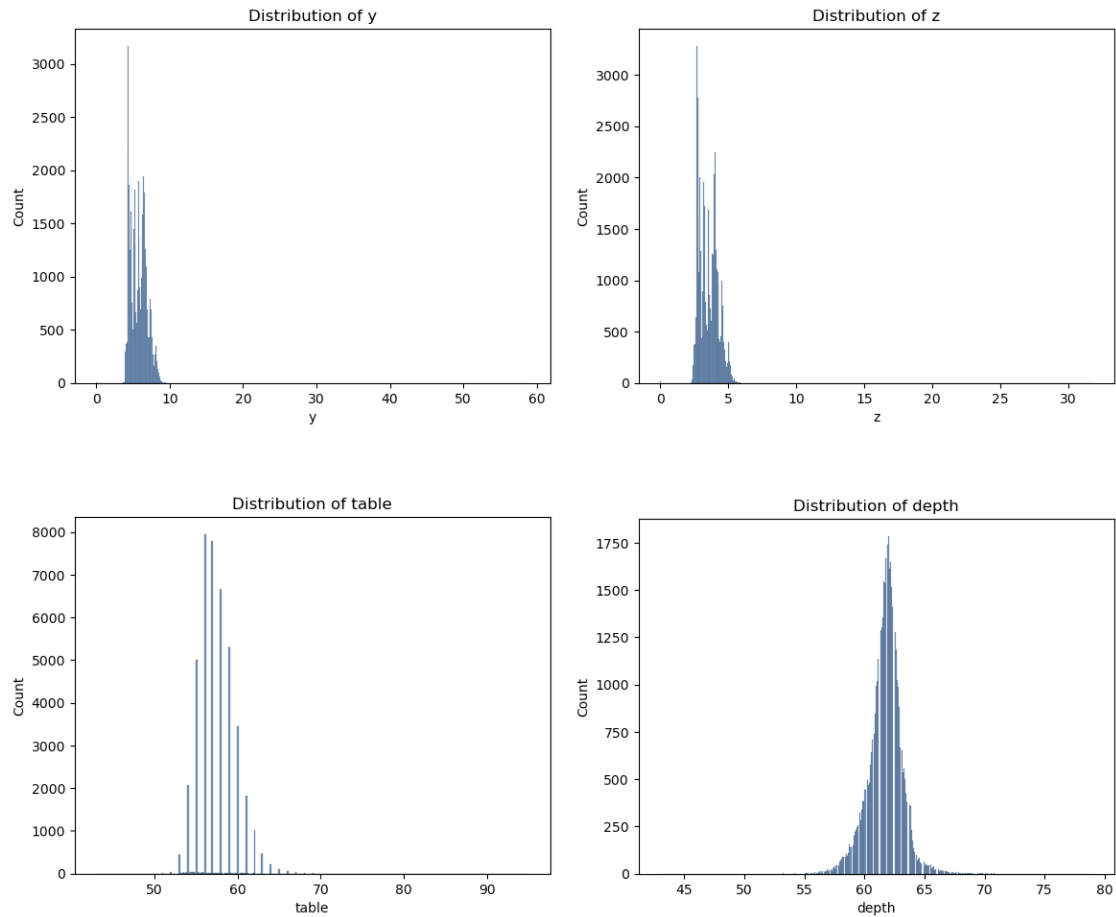 Distribution of y
3000
2500
2000
1500
1000
500
0
Count
0 10 20 30 40 50 60
y
Distribution of z
3000
2500
2000
1500
1000
500
0
Count
0 5 10 15 20 25 30
z
Distribution of table
8000
7000
6000
5000
4000
3000
2000
1000
0
Count
50 60 70 80 90
table
Distribution of depth
1750
1500
1250
1000
750
500
250
0
Count
45 50 55 60 65 70 75 80
depth